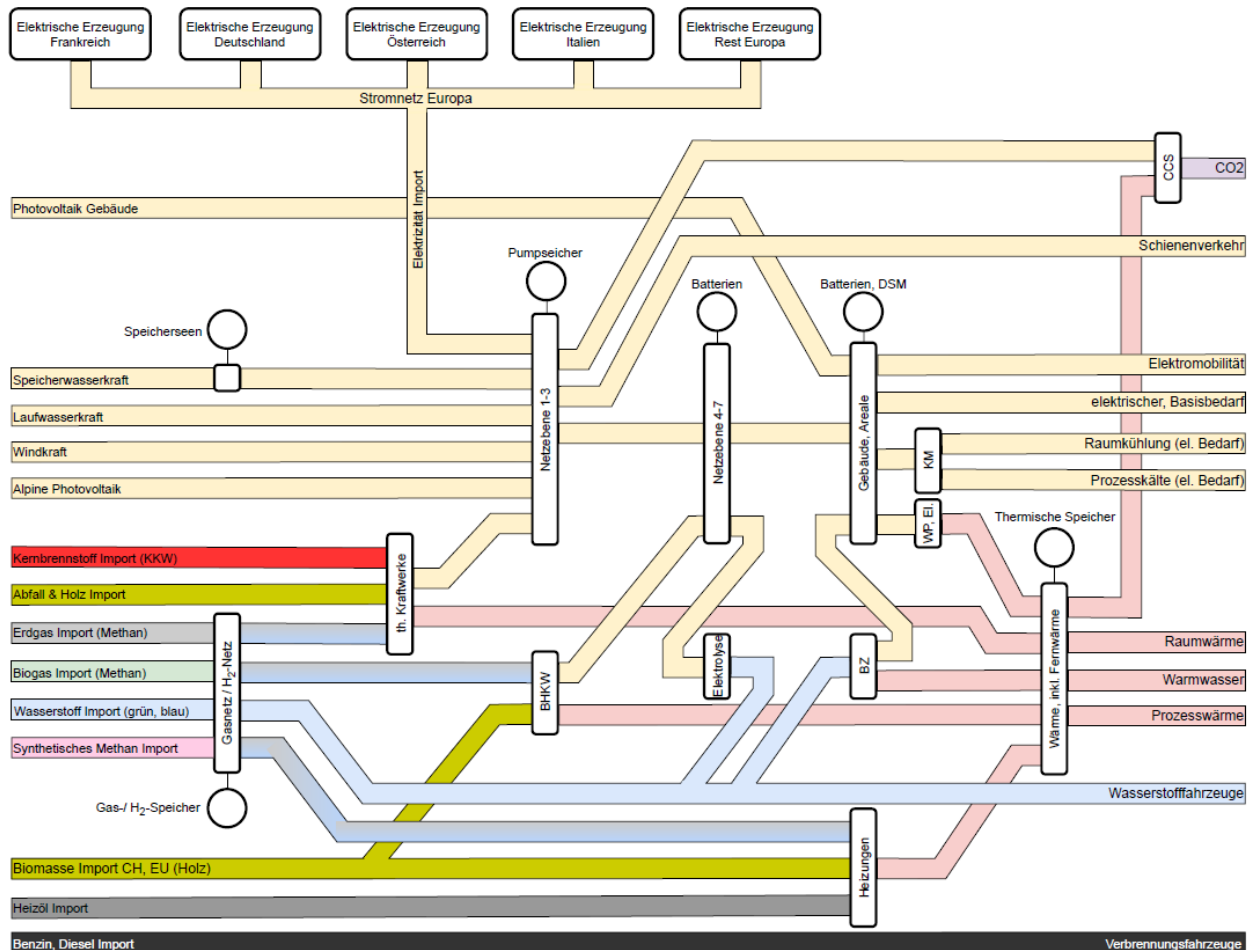 Elektrische Erzeugung
Frankreich
Elektrische Erzeugung
Deutschland
Elektrische Erzeugung
Österreich
Elektrische Erzeugung
Italien
Elektrische Erzeugung
Rest Europa
Stromnetz Europa
Elektrizität Import
CCS
CO2
Photovoltaik Gebäude
Schienenverkehr
Pumpseicher
Batterien
Batterien, DSM
Speicherseen
Speicherwasserkraft
Elektromobilität
Laufwasserkraft
elektrischer, Basisbedarf
Netzebene 1-3
Netzebene 4-7
Gebäude, Areale
KM
Windkraft
Raumkühlung (el. Bedarf)
Alpine Photovoltaik
Prozesskälte (el. Bedarf)
WP, El.
Thermische Speicher
Kernbrennstoff Import (KKW)
th. Kraftwerke
Abfall & Holz Import
Erdgas Import (Methan)
Raumwärme
Gasnetz / H2-Netz
BHKW
Elektrolyse
BZ
Wärme, inkl. Fernwärme
Biogas Import (Methan)
Warmwasser
Wasserstoff Import (grün, blau)
Prozesswärme
Synthetisches Methan Import
Wasserstofffahrzeuge
Gas-/ H2-Speicher
Heizungen
Biomasse Import CH, EU (Holz)
Heizöl Import
Benzin, Diesel Import
Verbrennungsfahrzeuge